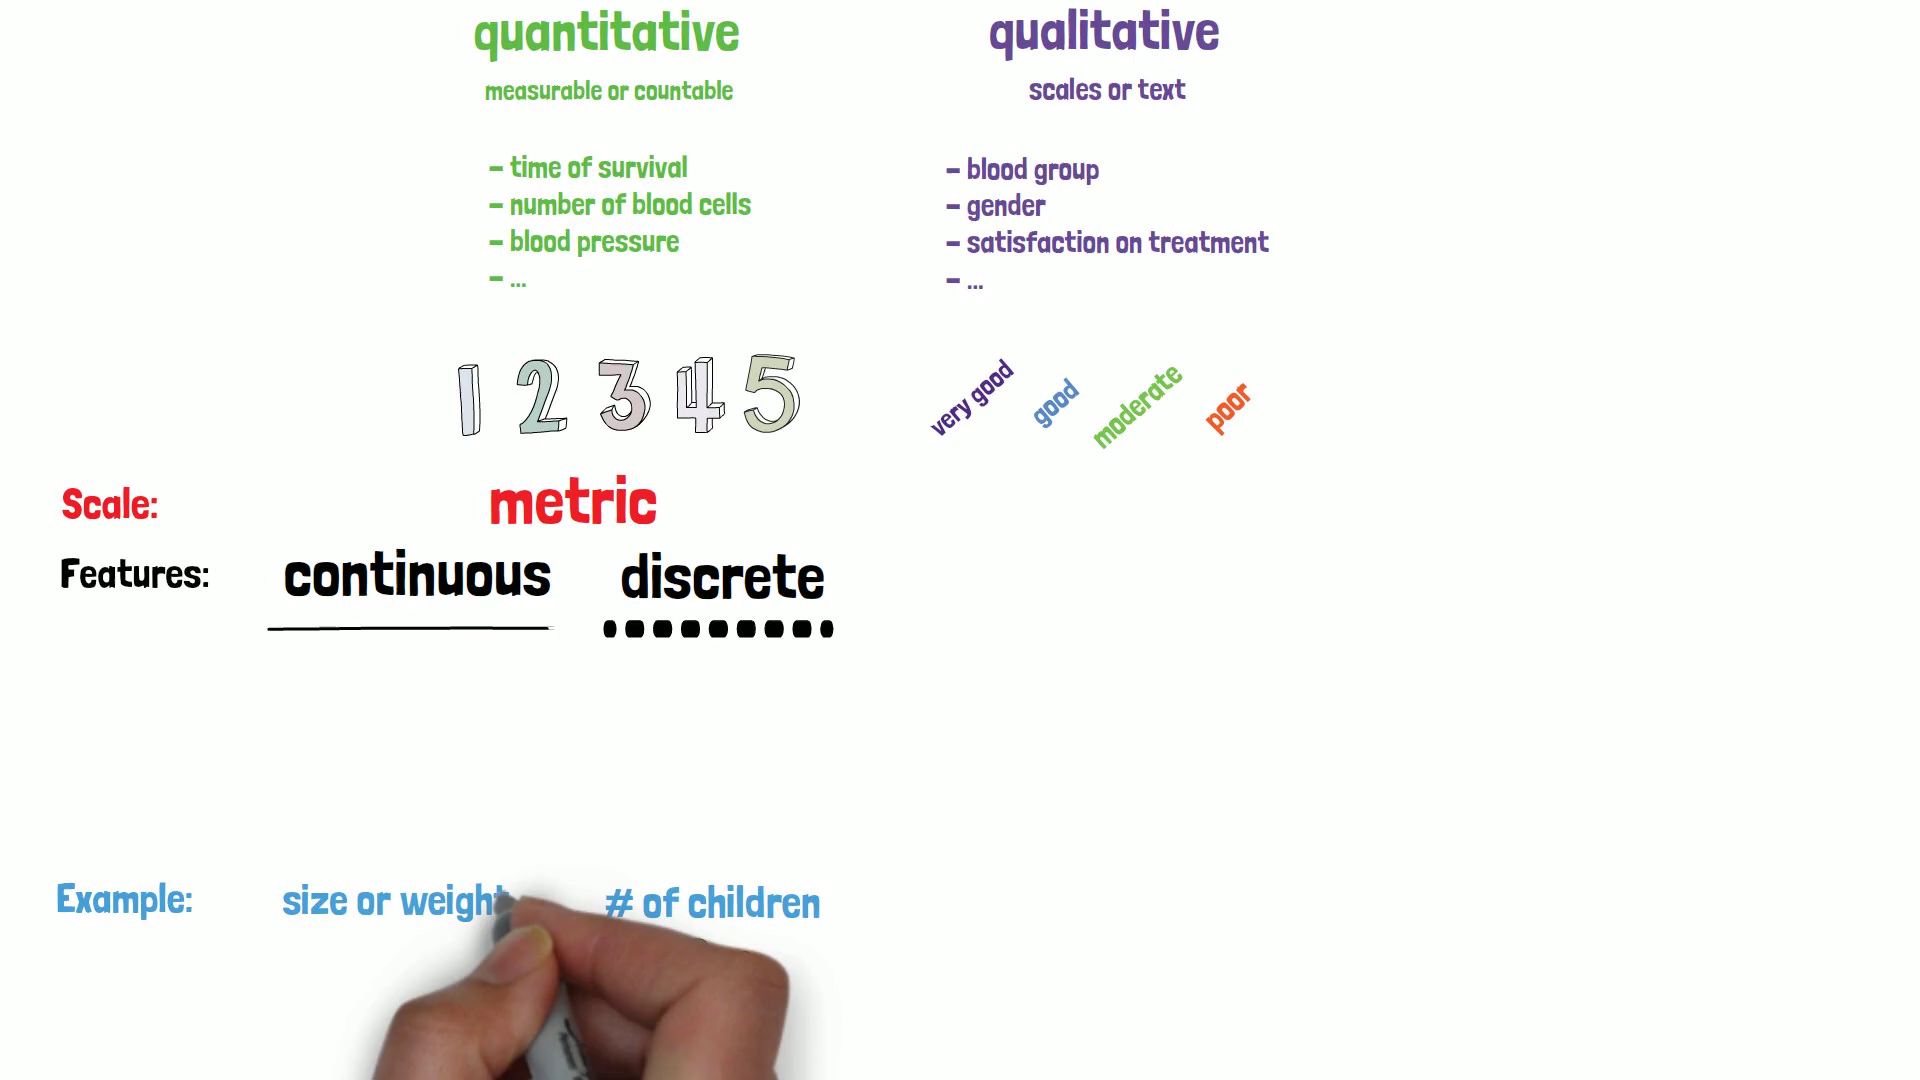 quantitative
qualitative
measurable or countable
scales or text
- time of survival
- number of blood cells
- blood pressure
- ...
- blood group
- gender
- satisfaction on treatment
- ...
1 2 3 4 5
very good
good
moderate
poor
Scale:
metric
Features:
continuous
discrete
Example:
size or weight
# of children